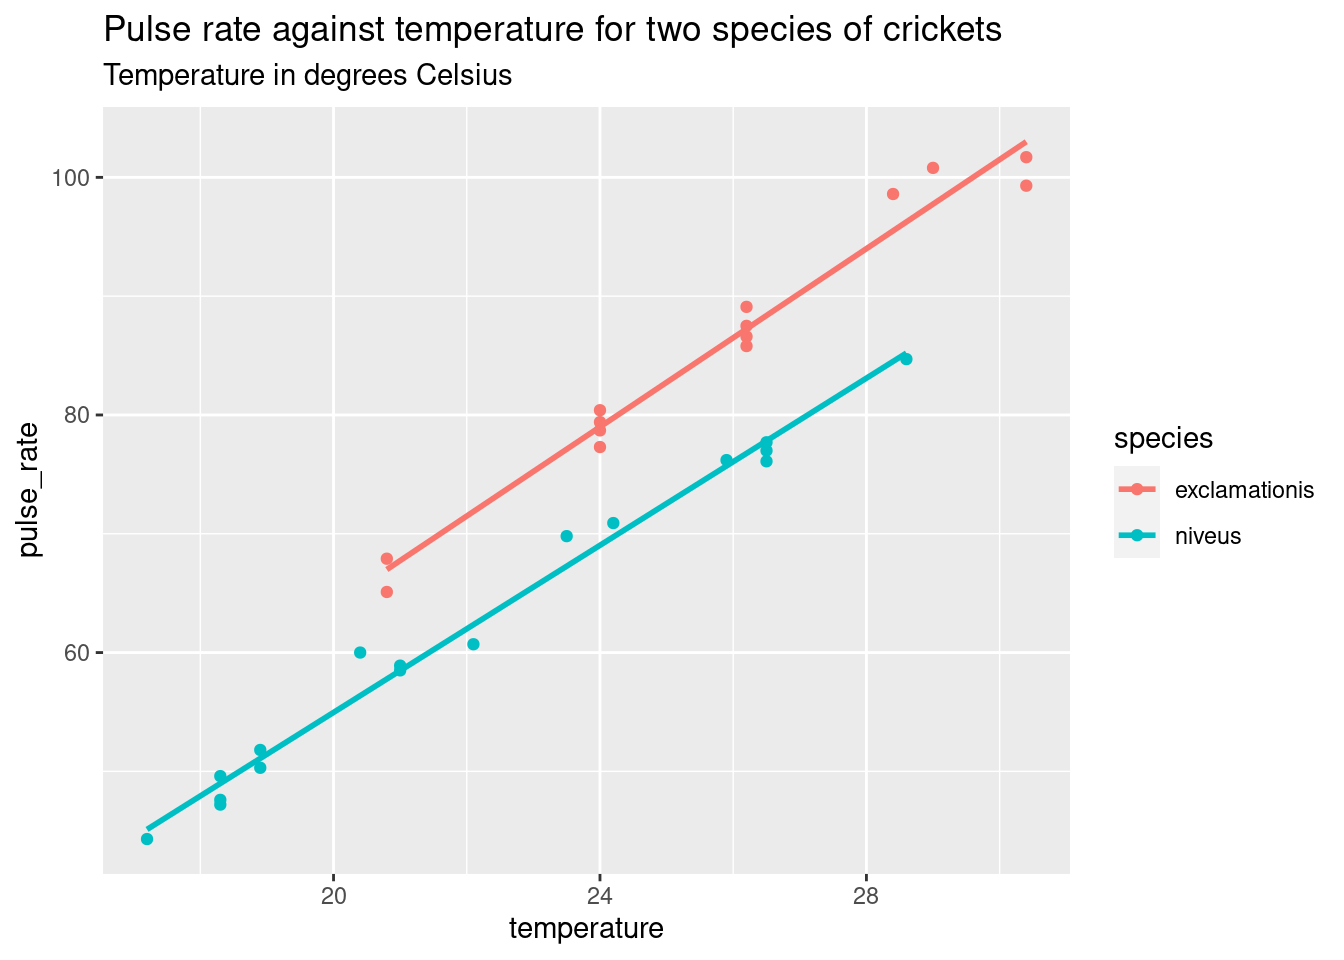 Pulse rate against temperature for two species of crickets
Temperature in degrees Celsius
100
80
60
pulse_rate
20 24 28
temperature
species
exclamationis
niveus